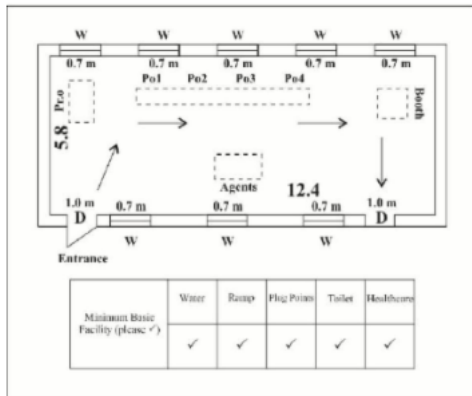 W W W W W
0.7 m 0.7 m 0.7 m 0.7 m 0.7 m
Po1 Po2 Po3 Po4
Pr.o
Booth
5.8
Agents
12.4
1.0 m 0.7 m 0.7 m 0.7 m 1.0 m
D D
W W W
Entrance
Water Ramp Plug Points Toilet Healthcare
Minimum Basic
Facility (please ✓)
✓ ✓ ✓ ✓ ✓